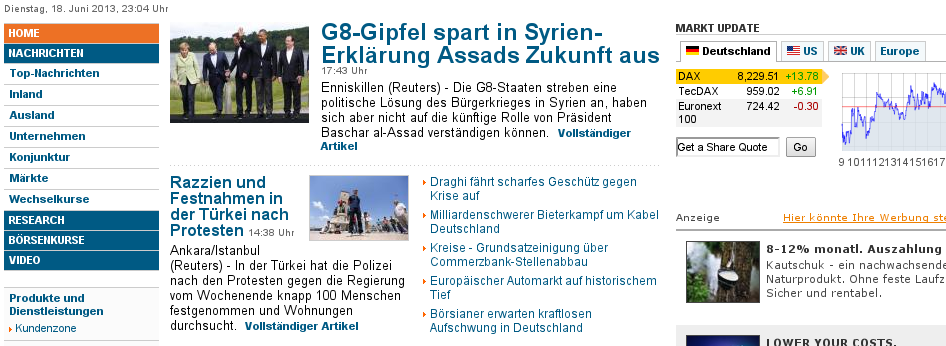 Dienstag, 18. Juni 2013, 23:04 Uhr
HOME
NACHRICHTEN
Top-Nachrichten
Inland
Ausland
Unternehmen
Konjunktur
Märkte
Wechselkurse
RESEARCH
BÖRSENKURSE
VIDEO
Produkte und
Dienstleistungen
Kundenzone
G8-Gipfel spart in Syrien-
Erklärung Assads Zukunft aus
17:43 Uhr
Enniskillen (Reuters) - Die G8-Staaten streben eine
politische Lösung des Bürgerkrieges in Syrien an, haben
sich aber nicht auf die künftige Rolle von Präsident
Baschar al-Assad verständigen können. Vollständiger
Artikel
Razzien und
Festnahmen in
der Türkei nach
Protesten 14:38 Uhr
Ankara/Istanbul
(Reuters) - In der Türkei hat die Polizei
nach den Protesten gegen die Regierung
vom Wochenende knapp 100 Menschen
festgenommen und Wohnungen
durchsucht. Vollständiger Artikel
Draghi fährt scharfes Geschütz gegen
Krise auf
Milliardenschwerer Bieterkampf um Kabel
Deutschland
Kreise - Grundsatzeinigung über
Commerzbank-Stellenabbau
Europäischer Automarkt auf historischem
Tief
Börsianer erwarten kraftlosen
Aufschwung in Deutschland
MARKT UPDATE
Deutschland US UK Europe
DAX 8,229.51 +13.78
TecDAX 959.02 +6.91
Euronext 724.42 -0.30
100
Get a Share Quote Go
9 10 11 12 13 14 15 16 17
Anzeige Hier könnte Ihre Werbung ste
8-12% monatl. Auszahlung
Kautschuk - ein nachwachsende
Naturprodukt. Ohne feste Laufz
Sicher und rentabel.
LOWER YOUR COSTS.